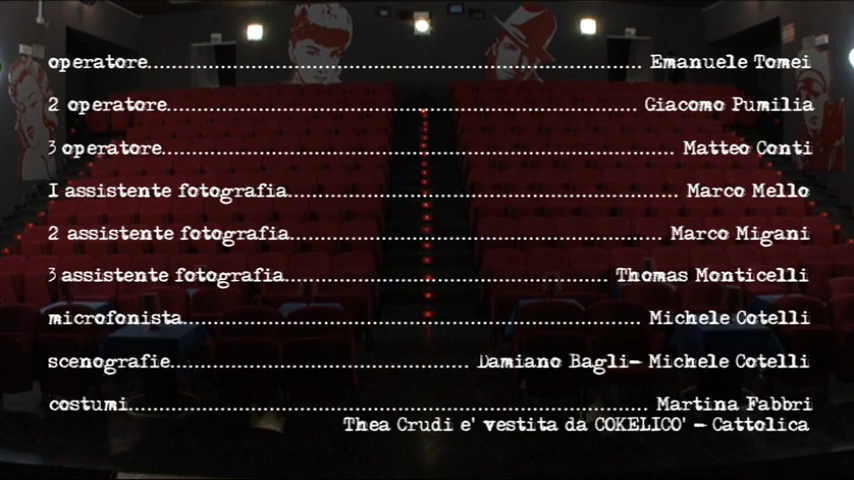 operatore................................................................ Emanuele Tomei
2 operatore............................................................. Giacomo Pumilia
3 operatore.................................................................... Matteo Conti
I assistente fotografia.................................................... Marco Mello
2 assistente fotografia................................................. Marco Migani
3 assistente fotografia.......................................... Thomas Monticelli
microfonista........................................................... Michele Cotelli
scenografie....................................... Damiano Bagli- Michele Cotelli
costumi.................................................................... Martina Fabbri
Thea Crudi e' vestita da COKELICO' - Cattolica